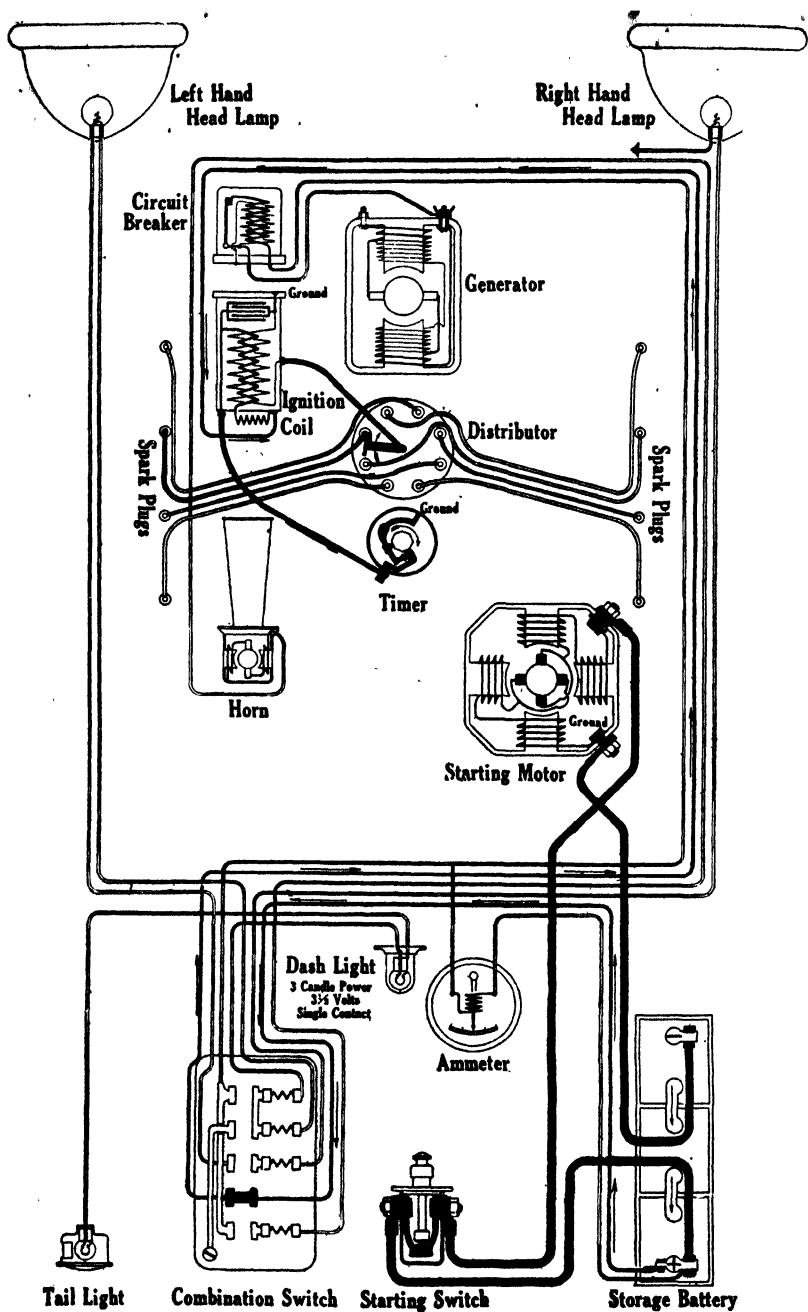 Left Hand
Head Lamp
Right Hand
Head Lamp
Circuit
Breaker
Generator
Ground
Ignition
Coil
Distributor
Spark Plugs
Spark Plugs
Ground
Timer
Horn
Ground
Starting Motor
Dash Light
3 Candle Power
3½ Volts
Single Contact
Ammeter
Tail Light
Combination Switch
Starting Switch
Storage Battery